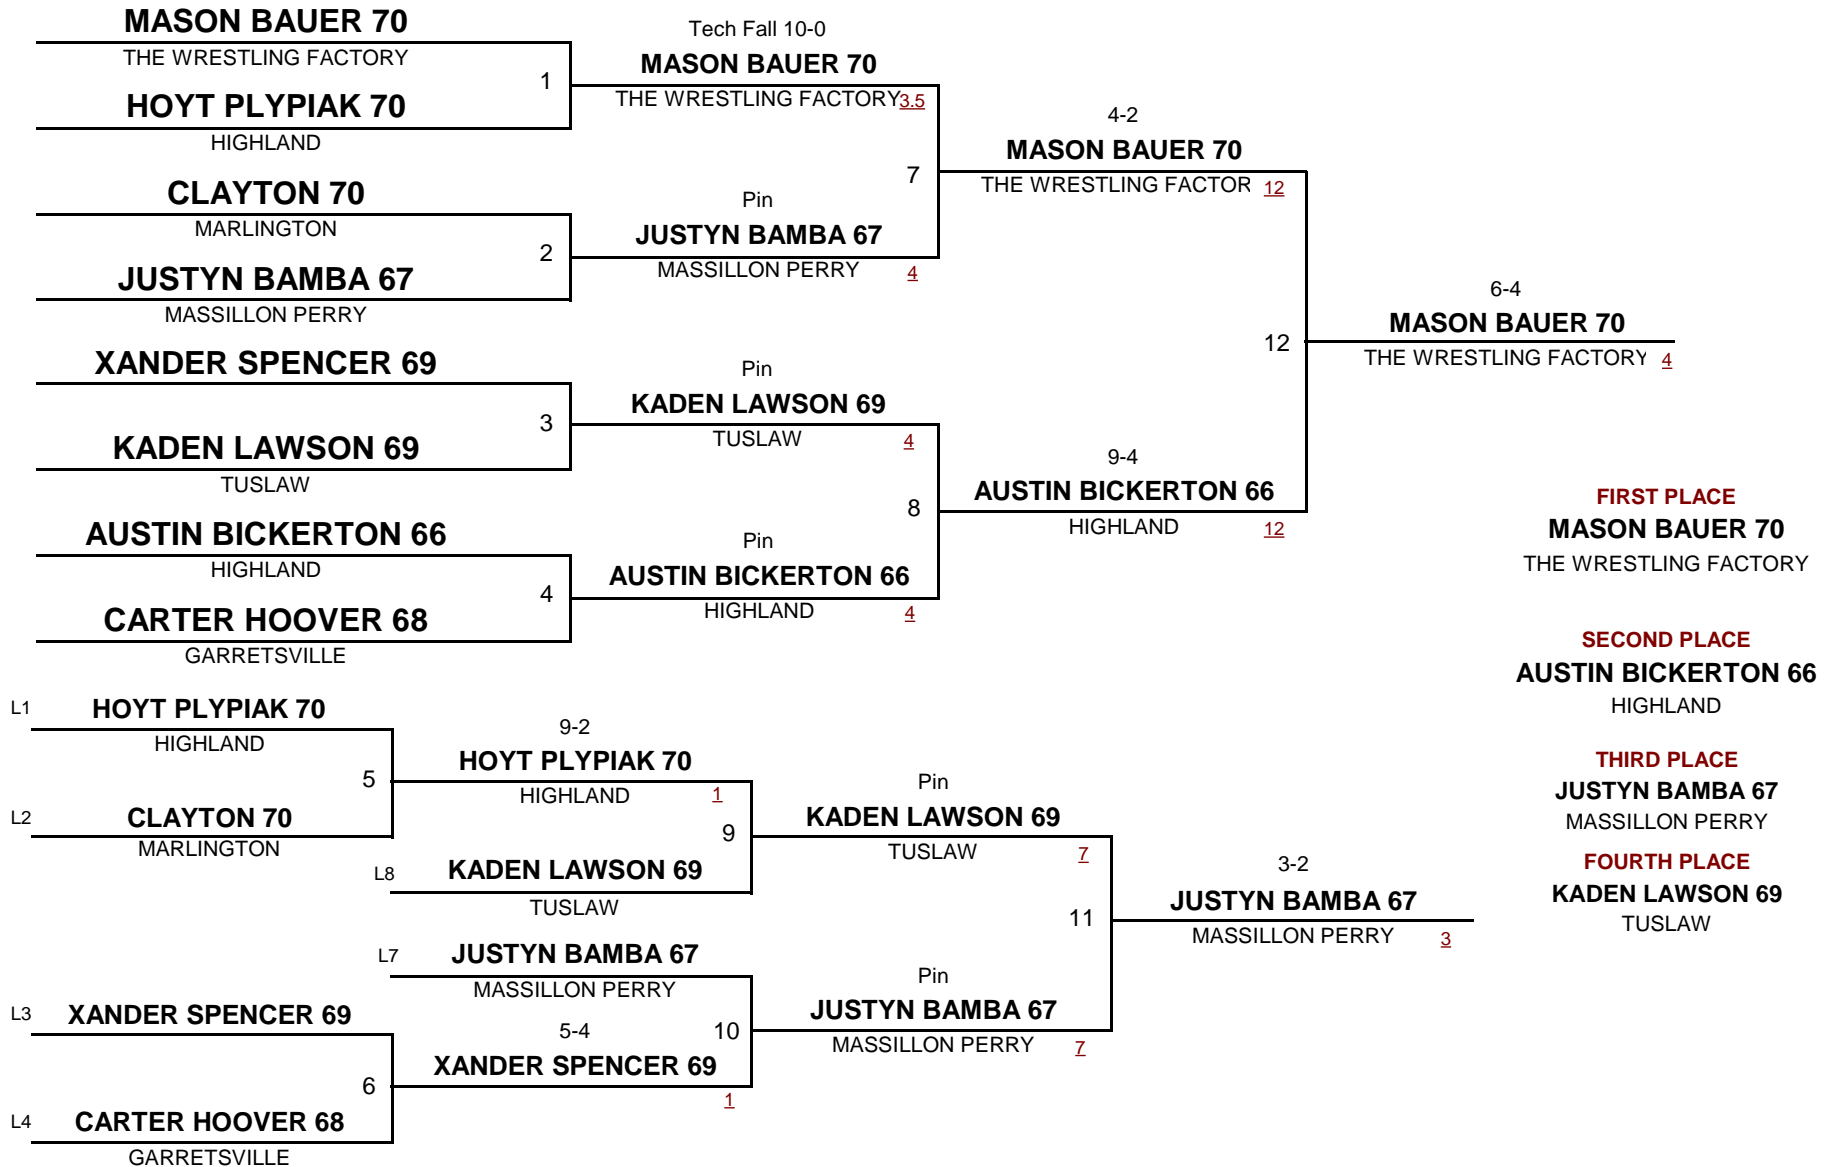 MASON BAUER 70
THE WRESTLING FACTORY
1
HOYT PLYPIAK 70
HIGHLAND
CLAYTON 70
MARLINGTON
2
JUSTYN BAMBA 67
MASSILLON PERRY
XANDER SPENCER 69
3
KADEN LAWSON 69
TUSLAW
AUSTIN BICKERTON 66
HIGHLAND
4
CARTER HOOVER 68
GARRETSVILLE
Tech Fall 10-0
MASON BAUER 70
THE WRESTLING FACTORY 3.5
7
Pin
JUSTYN BAMBA 67
MASSILLON PERRY 4
Pin
KADEN LAWSON 69
TUSLAW 4
8
Pin
AUSTIN BICKERTON 66
HIGHLAND 4
4-2
MASON BAUER 70
THE WRESTLING FACTOR 12
12
9-4
AUSTIN BICKERTON 66
HIGHLAND 12
6-4
MASON BAUER 70
THE WRESTLING FACTORY 4
L1 HOYT PLYPIAK 70
HIGHLAND
5
L2 CLAYTON 70
MARLINGTON
L3 XANDER SPENCER 69
6
L4 CARTER HOOVER 68
GARRETSVILLE
9-2
HOYT PLYPIAK 70
HIGHLAND 1
9
L8 KADEN LAWSON 69
TUSLAW
L7 JUSTYN BAMBA 67
MASSILLON PERRY
10
5-4
XANDER SPENCER 69
1
Pin
KADEN LAWSON 69
TUSLAW 7
11
Pin
JUSTYN BAMBA 67
MASSILLON PERRY 7
3-2
JUSTYN BAMBA 67
MASSILLON PERRY 3
FIRST PLACE
MASON BAUER 70
THE WRESTLING FACTORY
SECOND PLACE
AUSTIN BICKERTON 66
HIGHLAND
THIRD PLACE
JUSTYN BAMBA 67
MASSILLON PERRY
FOURTH PLACE
KADEN LAWSON 69
TUSLAW